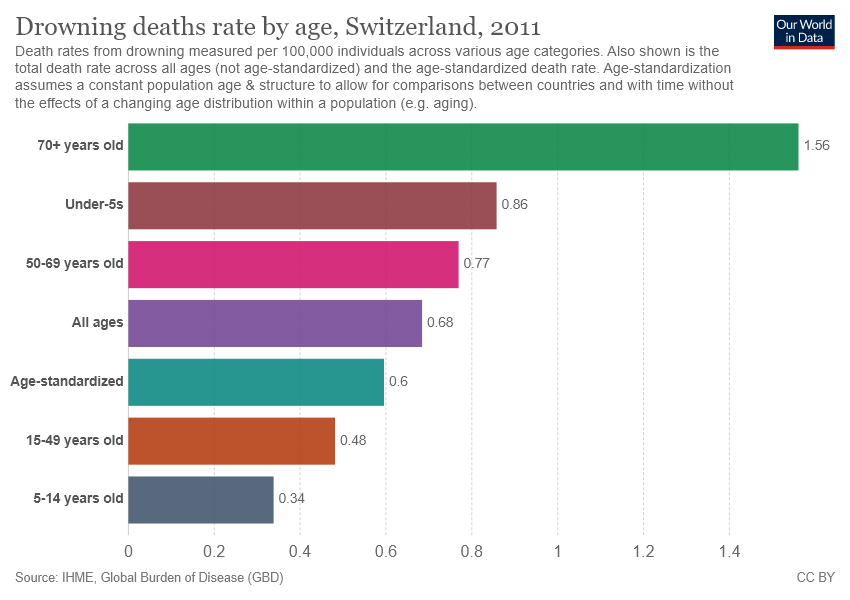 Drowning deaths rate by age, Switzerland, 2011
Our World
in Data
Death rates from drowning measured per 100,000 individuals across various age categories. Also shown is the
total death rate across all ages (not age-standardized) and the age-standardized death rate. Age-standardization
assumes a constant population age & structure to allow for comparisons between countries and with time without
the effects of a changing age distribution within a population (e.g. aging).
70+ years old 1.56
Under-5s 0.86
50-69 years old 0.77
All ages 0.68
Age-standardized 0.6
15-49 years old 0.48
5-14 years old 0.34
0 0.2 0.4 0.6 0.8 1 1.2 1.4
Source: IHME, Global Burden of Disease (GBD) CC BY